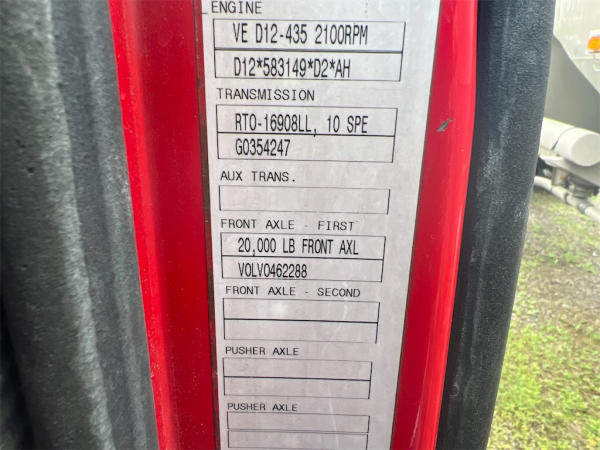 ENGINE
VE D12-435 2100RPM
D12*583149*D2*AH
TRANSMISSION
RTO-16908LL, 10 SPE
G0354247
AUX TRANS.
FRONT AXLE - FIRST
20,000 LB FRONT AXL
VOLVO462288
FRONT AXLE - SECOND
PUSHER AXLE
PUSHER AXLE